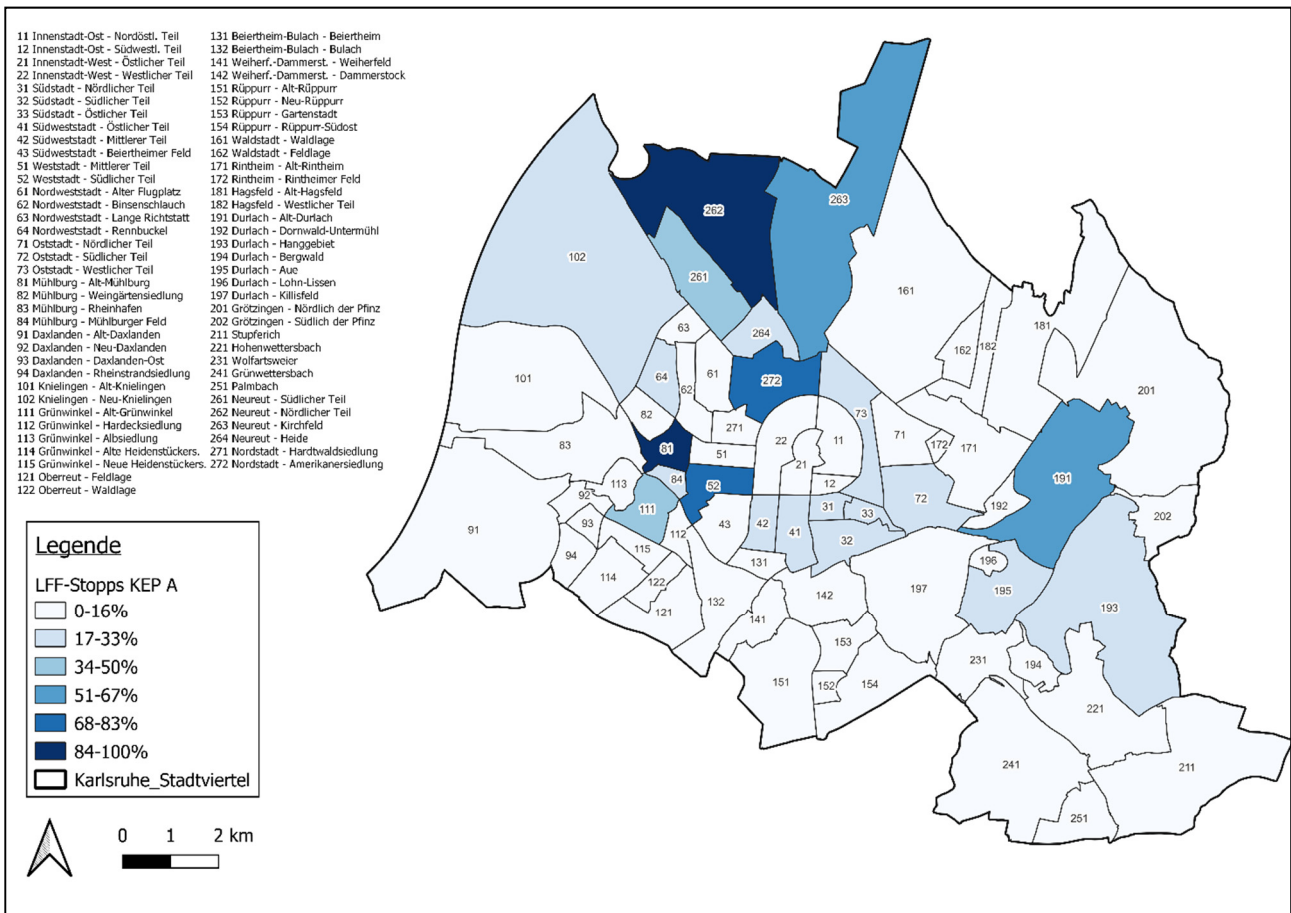 11 Innenstadt-Ost - Nordöstl. Teil
12 Innenstadt-Ost - Südwestl. Teil
21 Innenstadt-West - Östlicher Teil
22 Innenstadt-West - Westlicher Teil
31 Südstadt - Nördlicher Teil
32 Südstadt - Südlicher Teil
33 Südstadt - Östlicher Teil
41 Südweststadt - Östlicher Teil
42 Südweststadt - Mittlerer Teil
43 Südweststadt - Beiertheimer Feld
51 Weststadt - Mittlerer Teil
52 Weststadt - Südlicher Teil
61 Nordweststadt - Alter Flugplatz
62 Nordweststadt - Binsenschlauch
63 Nordweststadt - Lange Richtstatt
64 Nordweststadt - Rennbuckel
71 Oststadt - Nördlicher Teil
72 Oststadt - Südlicher Teil
73 Oststadt - Westlicher Teil
81 Mühlburg - Alt-Mühlburg
82 Mühlburg - Weingärtensiedlung
83 Mühlburg - Rheinhafen
84 Mühlburg - Mühlburger Feld
91 Daxlanden - Alt-Daxlanden
92 Daxlanden - Neu-Daxlanden
93 Daxlanden - Daxlanden-Ost
94 Daxlanden - Rheinstrandsiedlung
101 Knielingen - Alt-Knielingen
102 Knielingen - Neu-Knielingen
111 Grünwinkel - Alt-Grünwinkel
112 Grünwinkel - Hardecksiedlung
113 Grünwinkel - Albsiedlung
114 Grünwinkel - Alte Heidenstückers.
115 Grünwinkel - Neue Heidenstückers.
121 Oberreut - Feldlage
122 Oberreut - Waldlage
131 Beiertheim-Bulach - Beiertheim
132 Beiertheim-Bulach - Bulach
141 Weiherf.-Dammerst. - Weiherfeld
142 Weiherf.-Dammerst. - Dammerstock
151 Rüppurr - Alt-Rüppurr
152 Rüppurr - Neu-Rüppurr
153 Rüppurr - Gartenstadt
154 Rüppurr - Rüppurr-Südost
161 Waldstadt - Waldlage
162 Waldstadt - Feldlage
171 Rintheim - Alt-Rintheim
172 Rintheim - Rintheimer Feld
181 Hagsfeld - Alt-Hagsfeld
182 Hagsfeld - Westlicher Teil
191 Durlach - Alt-Durlach
192 Durlach - Dornwald-Untermühl
193 Durlach - Hanggebiet
194 Durlach - Bergwald
195 Durlach - Aue
196 Durlach - Lohn-Lissen
197 Durlach - Killisfeld
201 Grötzingen - Nördlich der Pfinz
202 Grötzingen - Südlich der Pfinz
211 Stupferich
221 Hohenwettersbach
231 Wolfartsweier
241 Grünwettersbach
251 Palmbach
261 Neureut - Südlicher Teil
262 Neureut - Nördlicher Teil
263 Neureut - Kirchfeld
264 Neureut - Heide
271 Nordstadt - Hardtwaldsiedlung
272 Nordstadt - Amerikanersiedlung
Legende
LFF-Stopps KEP A
0-16%
17-33%
34-50%
51-67%
68-83%
84-100%
Karlsruhe_Stadtviertel
0 1 2 km
262
263
102
261
161
63
264
181
162
182
101
64
62
61
272
201
82
73
271
71
172
171
83
81
51
22
11
21
113
84
52
12
72
191
92
111
31
33
192
202
91
93
112
43
42
41
32
115
94
114
122
131
196
121
132
142
197
195
193
141
153
231
194
151
152
154
221
241
211
251